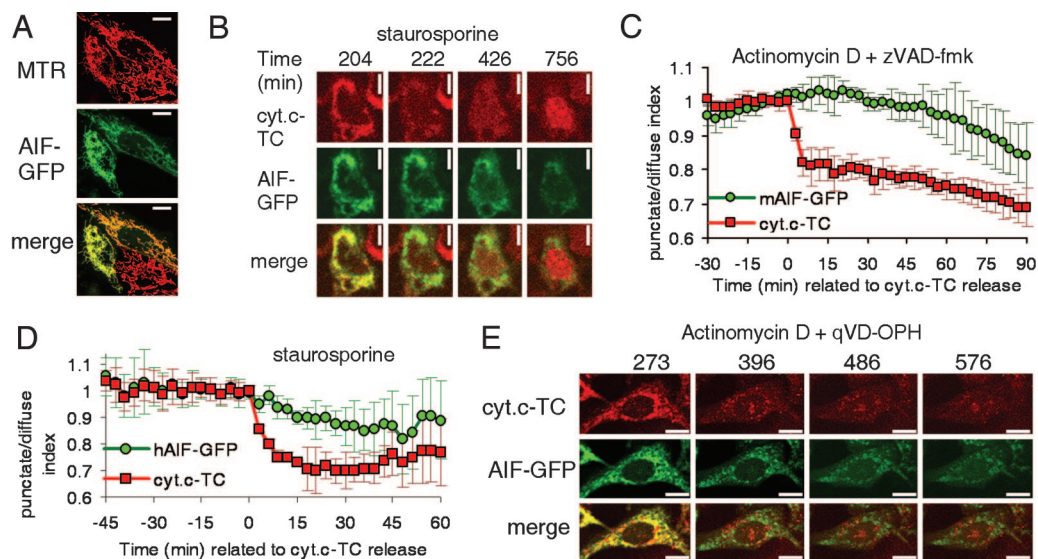 A
MTR
AIF-
GFP
merge
B
staurosporine
Time
(min)
204 222 426 756
cyt.c-
TC
AIF-
GFP
merge
C
Actinomycin D + zVAD-fmk
punctate/diffuse index
1.1
1
0.9
0.8
0.7
0.6
mAIF-GFP
cyt.c-TC
-30 -15 0 15 30 45 60 75 90
Time (min) related to cyt.c-TC release
D
staurosporine
punctate/diffuse
index
1.1
1
0.9
0.8
0.7
0.6
hAIF-GFP
cyt.c-TC
-45 -30 -15 0 15 30 45 60
Time (min) related to cyt.c-TC release
E
Actinomycin D + qVD-OPH
273 396 486 576
cyt.c-TC
AIF-GFP
merge